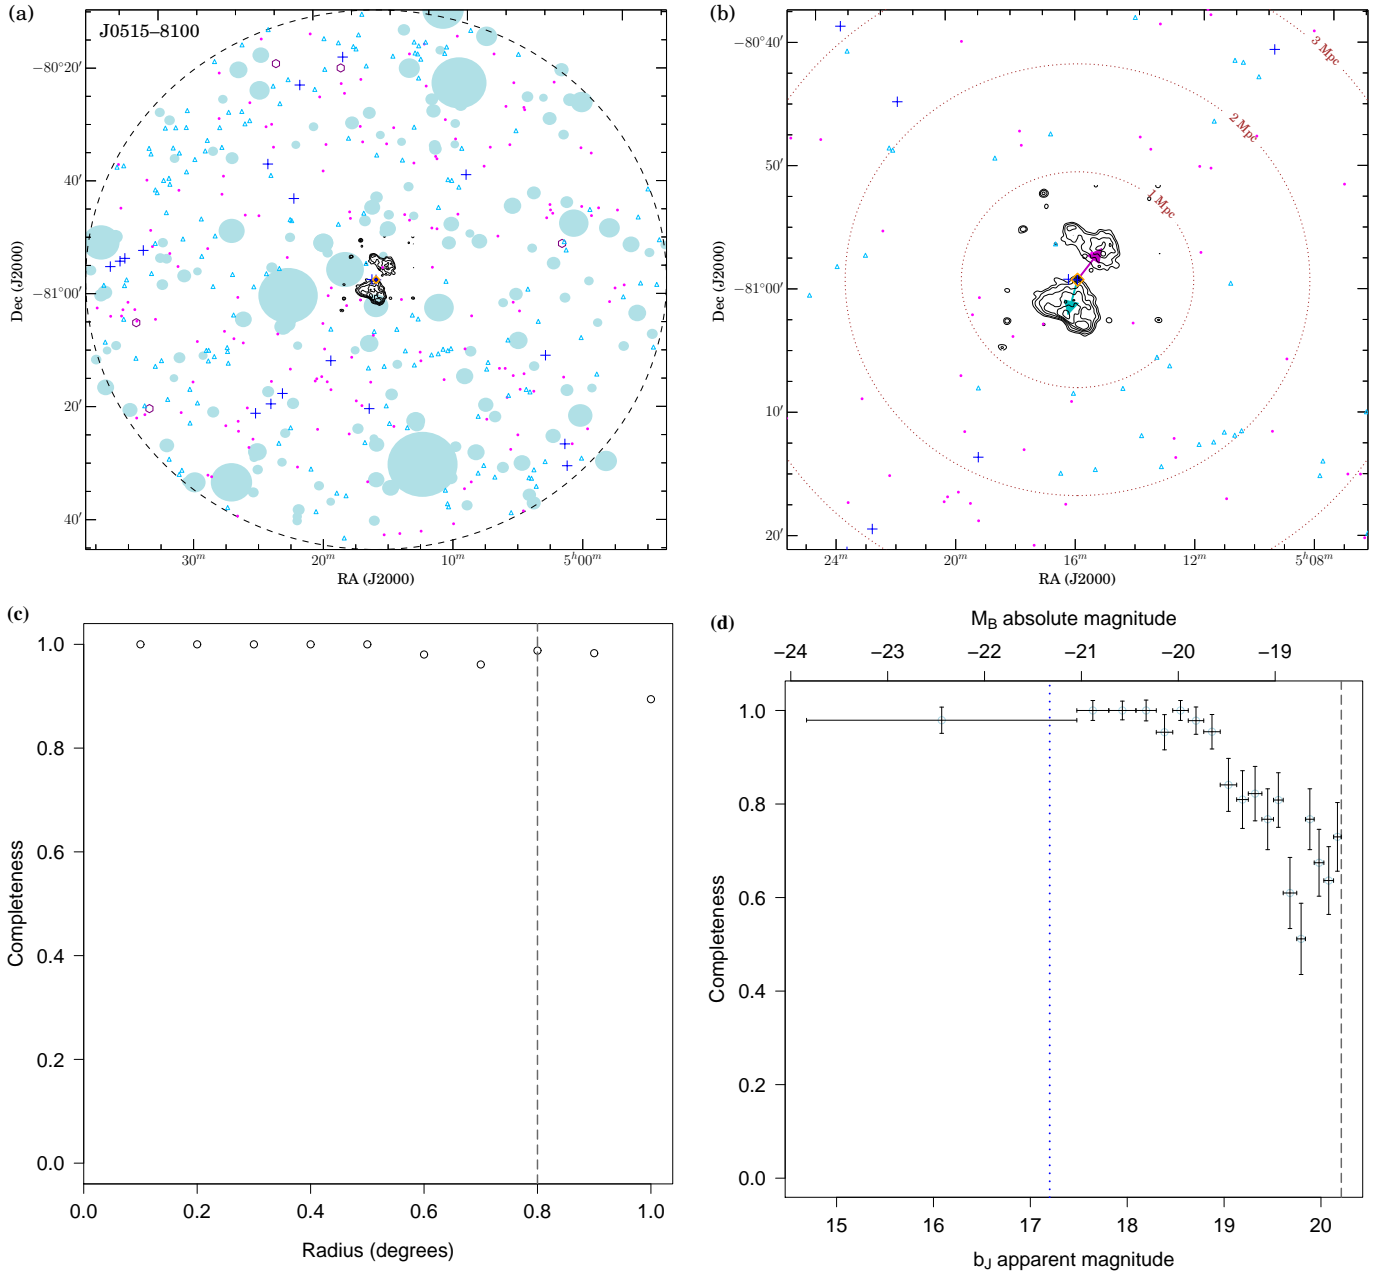 (a)
J0515–8100
Dec (J2000)
−80°20′
40′
−81°00′
20′
40′
30ᵐ
20ᵐ
10ᵐ
5ʰ00ᵐ
RA (J2000)
(b)
Dec (J2000)
−80°40′
50′
−81°00′
10′
20′
3 Mpc
2 Mpc
1 Mpc
24ᵐ
20ᵐ
16ᵐ
12ᵐ
5ʰ08ᵐ
RA (J2000)
(c)
Completeness
1.0
0.8
0.6
0.4
0.2
0.0
0.0 0.2 0.4 0.6 0.8 1.0
Radius (degrees)
(d)
M_B absolute magnitude
−24 −23 −22 −21 −20 −19
Completeness
1.0
0.8
0.6
0.4
0.2
0.0
15 16 17 18 19 20
b_J apparent magnitude